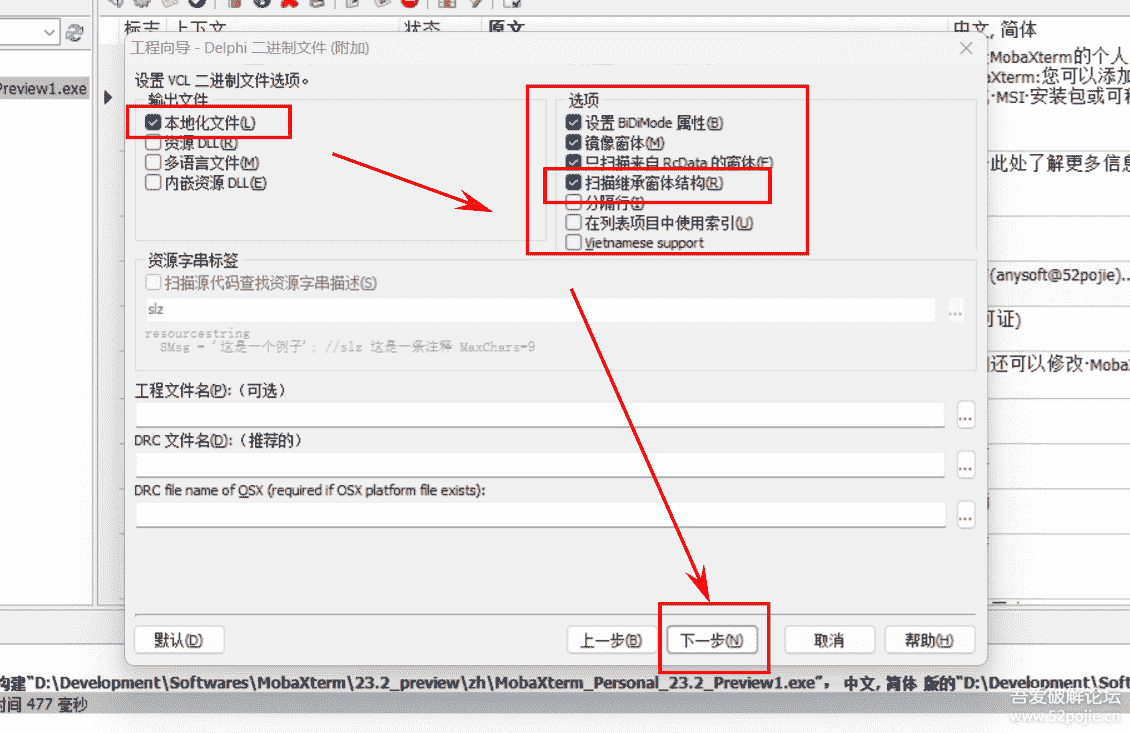 标志 上下文 状态 原文 中文, 简体
工程向导 - Delphi 二进制文件 (附加)
设置 VCL 二进制文件选项。
输出文件
本地化文件(L)
资源 DLL(R)
多语言文件(M)
内嵌资源 DLL(E)
选项
设置 BiDiMode 属性(B)
镜像窗体(M)
只扫描来自 RcData 的窗体(F)
扫描继承窗体结构(R)
分隔行(I)
在列表项目中使用索引(U)
Vietnamese support
资源字串标签
扫描源代码查找资源字串描述(S)
slz
...
resourcestring
SMsg = '这是一个例子'; //slz 这是一条注释 MaxChars=9
工程文件名(P):（可选）
...
DRC 文件名(D):（推荐的）
...
DRC file name of OSX (required if OSX platform file exists):
...
默认(D)
上一步(B)
下一步(N)
取消
帮助(H)
Preview1.exe
MobaXterm的个人
aXterm:您可以添加
·MSI·安装包或可
此处了解更多信息
(anysoft@52pojie)...
可证)
还可以修改·Moba
构建"D:\Development\Softwares\MobaXterm\23.2_preview\zh\MobaXterm_Personal_23.2_Preview1.exe", 中文, 简体 版的"D:\Development\Soft
时间 477 毫秒
吾爱破解论坛
www.52pojie.cn